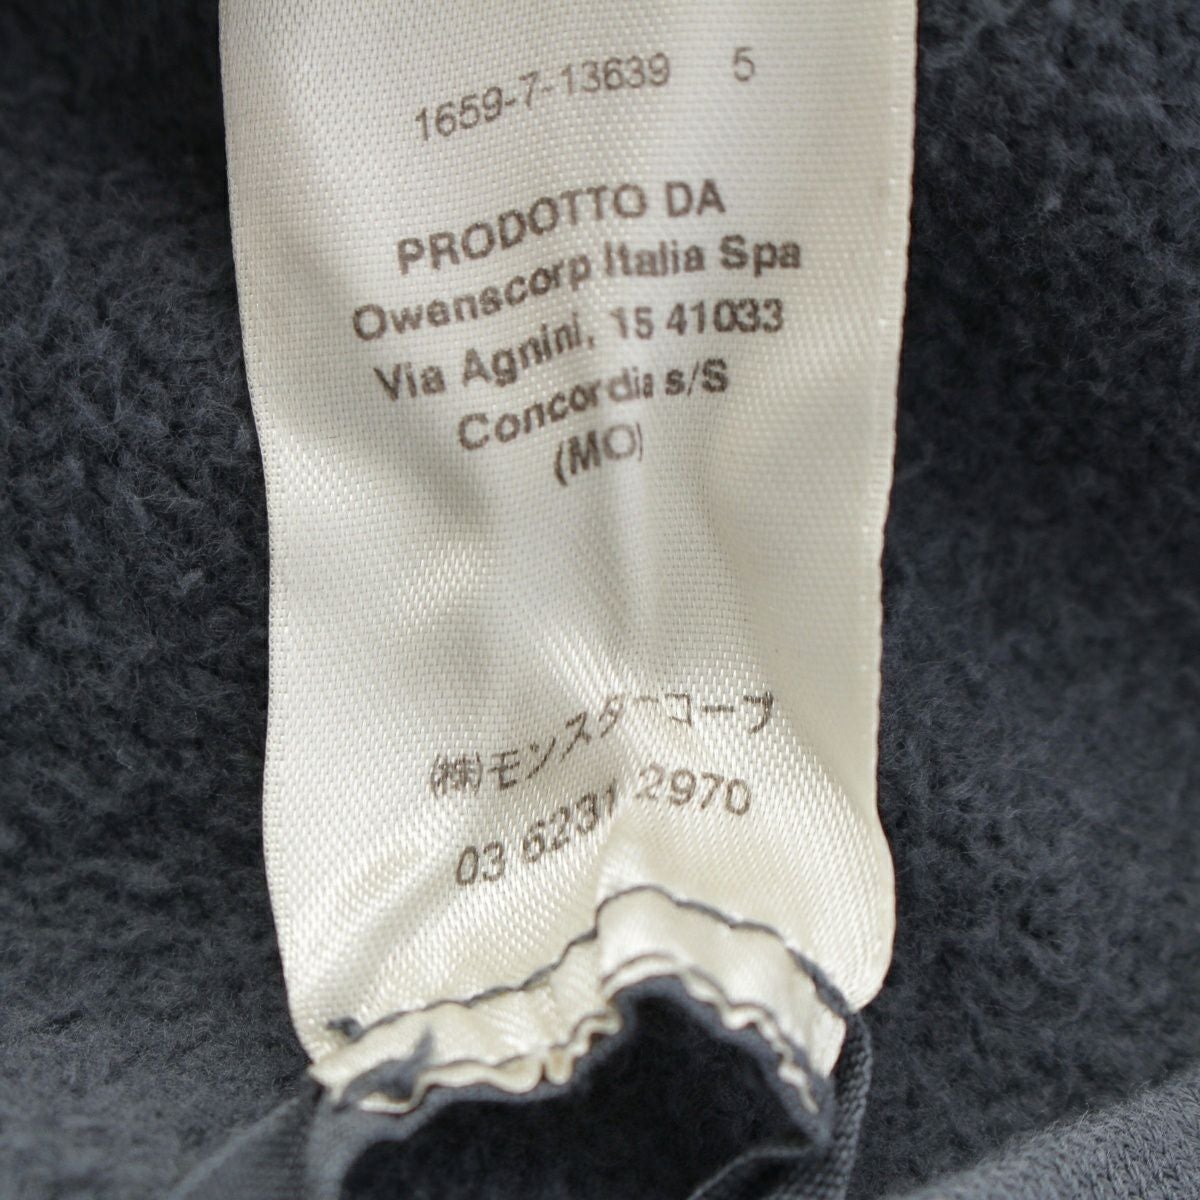 1659-7-13639 5
PRODOTTO DA
Owenscorp Italia Spa
Via Agnini, 15 41033
Concordia s/S
(MO)
(株)モンスターコープ
03 6231 2970